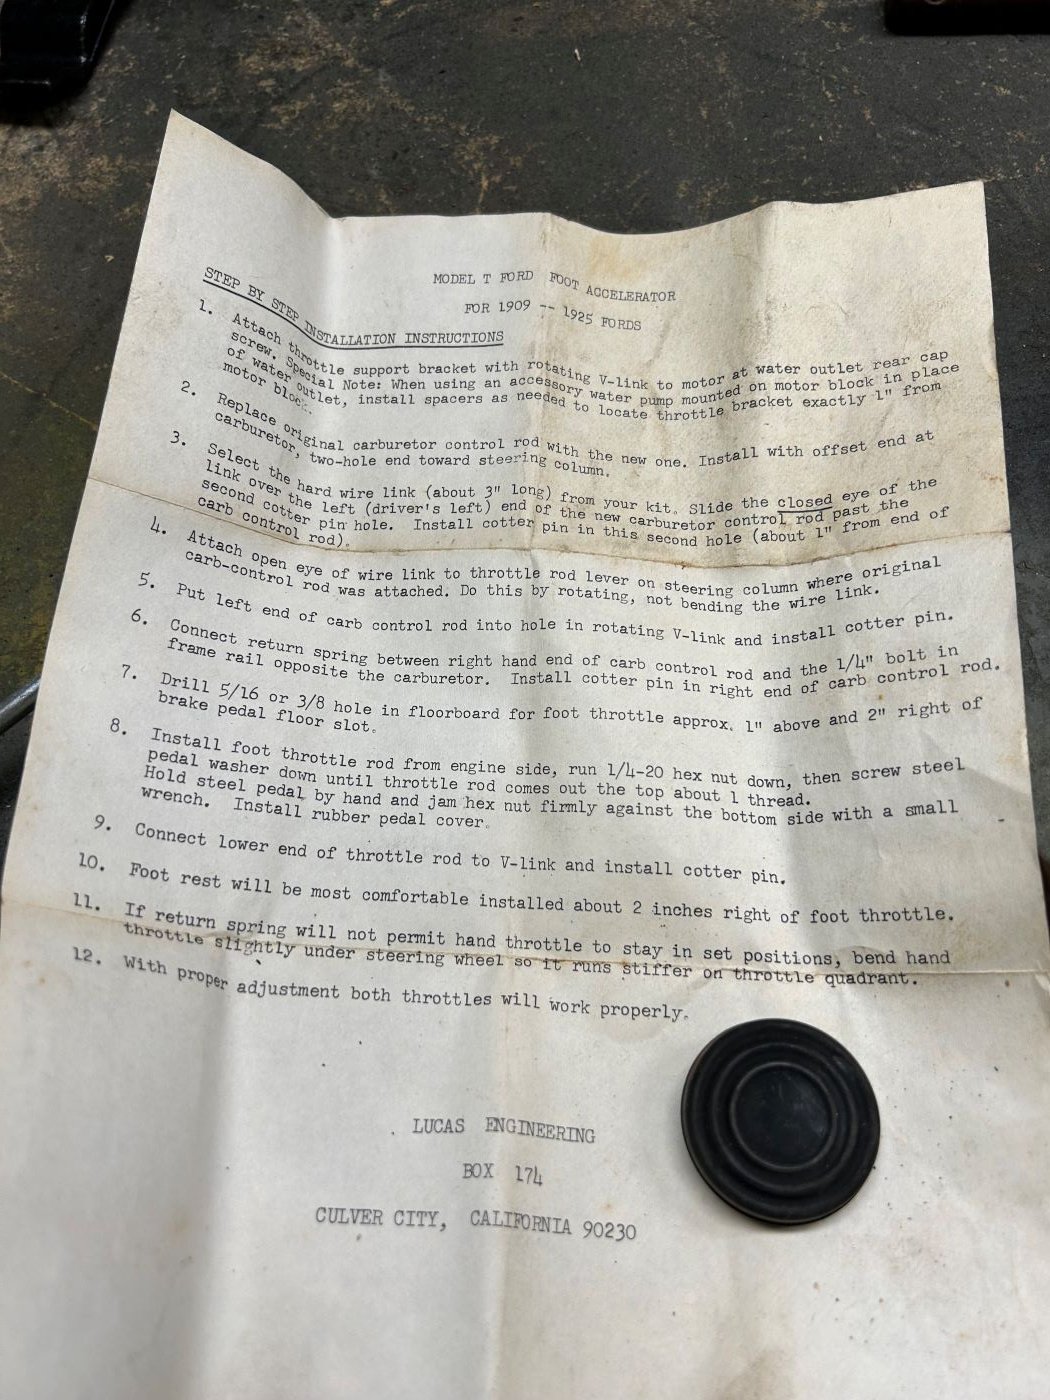 MODEL T FORD FOOT ACCELERATOR
FOR 1909 -- 1925 FORDS
STEP BY STEP INSTALLATION INSTRUCTIONS
1. Attach throttle support bracket with rotating V-link to motor at water outlet rear cap
screw. Special Note: When using an accessory water pump mounted on motor block in place
of water outlet, install spacers as needed to locate throttle bracket exactly 1" from
motor block.
2. Replace original carburetor control rod with the new one. Install with offset end at
carburetor, two-hole end toward steering column.
3. Select the hard wire link (about 3" long) from your kit. Slide the closed eye of the
link over the left (driver's left) end of the new carburetor control rod past the
second cotter pin hole. Install cotter pin in this second hole (about 1" from end of
carb control rod).
4. Attach open eye of wire link to throttle rod lever on steering column where original
carb-control rod was attached. Do this by rotating, not bending the wire link.
5. Put left end of carb control rod into hole in rotating V-link and install cotter pin.
6. Connect return spring between right hand end of carb control rod and the 1/4" bolt in
frame rail opposite the carburetor. Install cotter pin in right end of carb control rod.
7. Drill 5/16 or 3/8 hole in floorboard for foot throttle approx. 1" above and 2" right of
brake pedal floor slot.
8. Install foot throttle rod from engine side, run 1/4-20 hex nut down, then screw steel
pedal washer down until throttle rod comes out the top about 1 thread.
Hold steel pedal by hand and jam hex nut firmly against the bottom side with a small
wrench. Install rubber pedal cover.
9. Connect lower end of throttle rod to V-link and install cotter pin.
10. Foot rest will be most comfortable installed about 2 inches right of foot throttle.
11. If return spring will not permit hand throttle to stay in set positions, bend hand
throttle slightly under steering wheel so it runs stiffer on throttle quadrant.
12. With proper adjustment both throttles will work properly.
LUCAS ENGINEERING
BOX 174
CULVER CITY, CALIFORNIA 90230